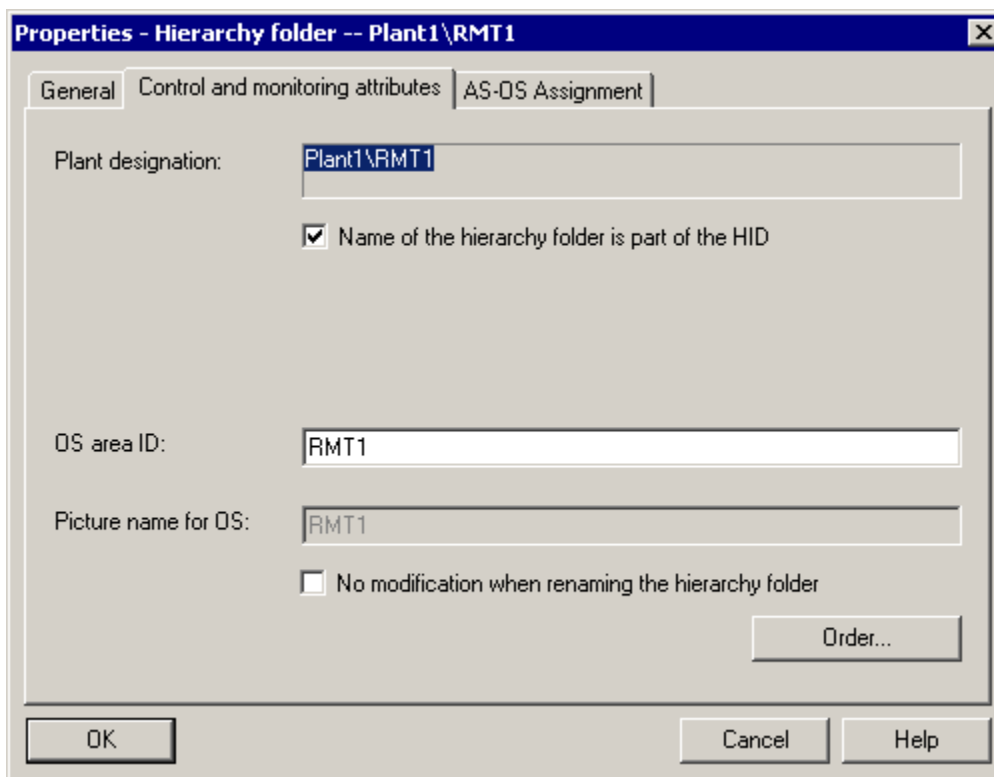 Properties - Hierarchy folder -- Plant1\RMT1
General Control and monitoring attributes AS-OS Assignment
Plant designation: Plant1\RMT1
Name of the hierarchy folder is part of the HID
OS area ID: RMT1
Picture name for OS: RMT1
No modification when renaming the hierarchy folder
Order...
OK Cancel Help